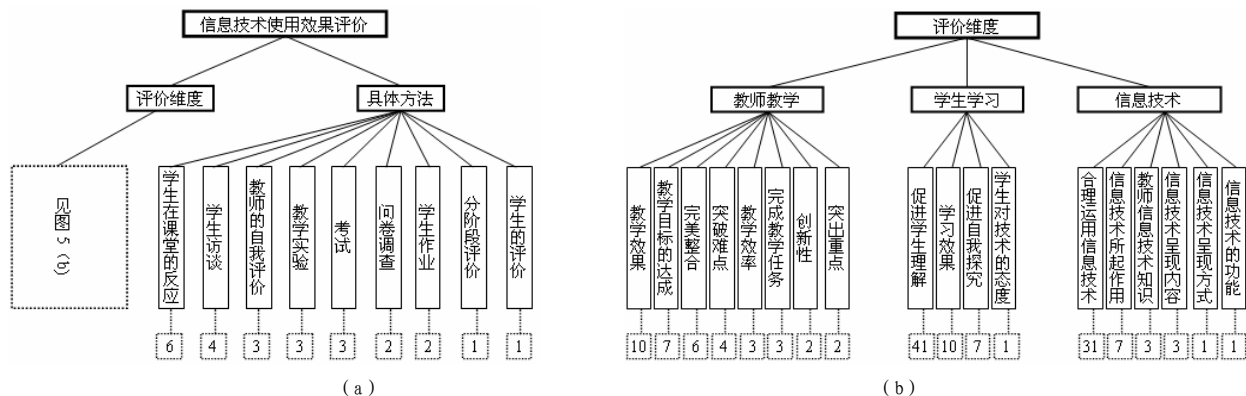 信息技术使用效果评价
评价维度
具体方法
见图5(b)
学生在课堂的反应
学生访谈
教师的自我评价
教学实验
考试
问卷调查
学生作业
分阶段评价
学生的评价
6
4
3
3
3
2
2
1
1
(a)
评价维度
教师教学
学生学习
信息技术
教学效果
教学目标的达成
完美整合
突破难点
教学效率
完成教学任务
创新性
突出重点
促进学生理解
学习效果
促进自我探究
学生对技术的态度
合理运用信息技术
信息技术所起作用
教师信息技术知识
信息技术呈现内容
信息技术呈现方式
信息技术的功能
10
7
6
4
3
3
2
2
41
10
7
1
31
7
3
3
1
1
(b)